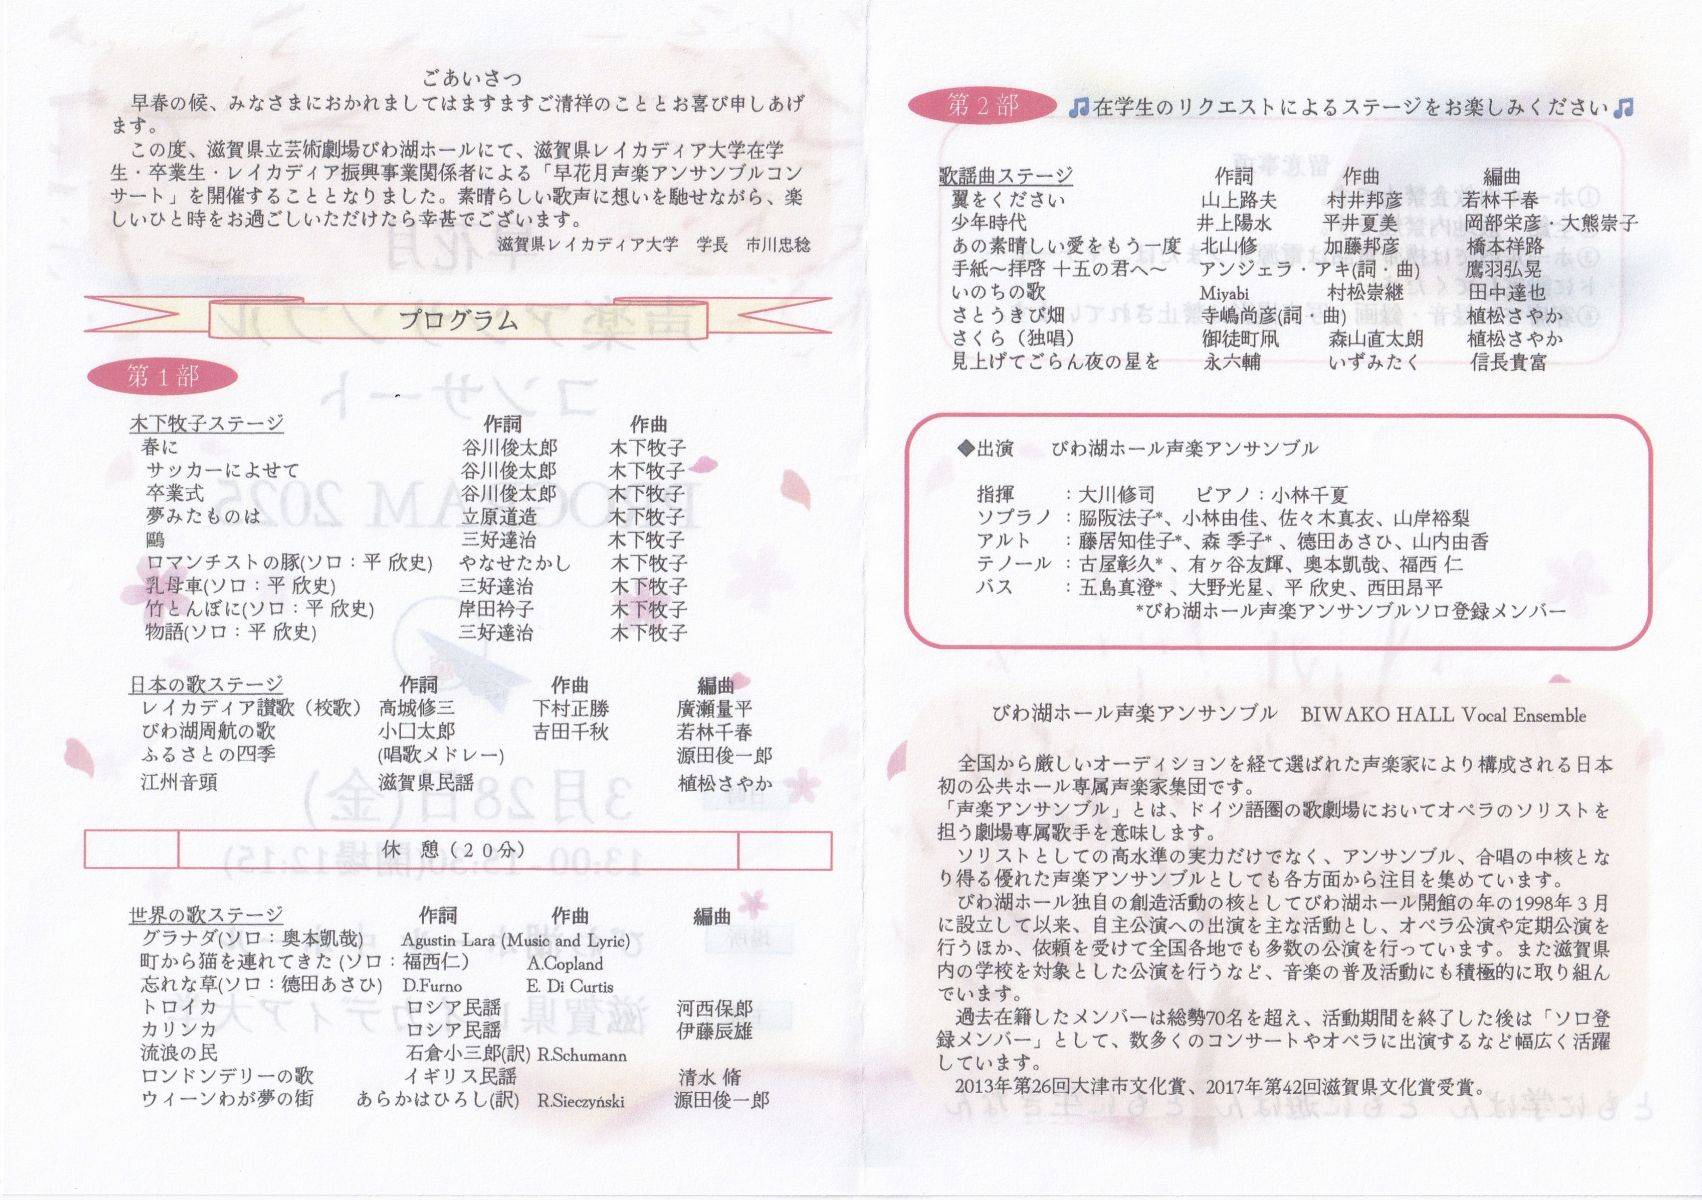 ごあいさつ
早春の候、みなさまにおかれましてはますますご清祥のこととお喜び申しあげ
ます。
この度、滋賀県立芸術劇場びわ湖ホールにて、滋賀県レイカディア大学在学
生・卒業生・レイカディア振興事業関係者による「早花月声楽アンサンブルコン
サート」を開催することとなりました。素晴らしい歌声に想いを馳せながら、楽
しいひと時をお過ごしいただけたら幸甚でございます。
滋賀県レイカディア大学　学長　市川忠稔
プログラム
第１部
木下牧子ステージ 作詞 作曲
春に 谷川俊太郎 木下牧子
サッカーによせて 谷川俊太郎 木下牧子
卒業式 谷川俊太郎 木下牧子
夢みたものは 立原道造 木下牧子
鷗 三好達治 木下牧子
ロマンチストの豚(ソロ：平 欣史) やなせたかし 木下牧子
乳母車(ソロ：平 欣史) 三好達治 木下牧子
竹とんぼに(ソロ：平 欣史) 岸田衿子 木下牧子
物語(ソロ：平 欣史) 三好達治 木下牧子
日本の歌ステージ 作詞 作曲 編曲
レイカディア讃歌（校歌） 高城修三 下村正勝 廣瀬量平
びわ湖周航の歌 小口太郎 吉田千秋 若林千春
ふるさとの四季 (唱歌メドレー) 源田俊一郎
江州音頭 滋賀県民謡 植松さやか
休　憩（２０分）
世界の歌ステージ 作詞 作曲 編曲
グラナダ(ソロ：奥本凱哉) Agustin Lara (Music and Lyric)
町から猫を連れてきた (ソロ：福西仁） A.Copland
忘れな草(ソロ：德田あさひ) D.Furno E. Di Curtis
トロイカ ロシア民謡 河西保郎
カリンカ ロシア民謡 伊藤辰雄
流浪の民 石倉小三郎(訳) R.Schumann
ロンドンデリーの歌 イギリス民謡 清水 脩
ウィーンわが夢の街 あらかはひろし(訳) R.Sieczyński 源田俊一郎
第２部 🎵在学生のリクエストによるステージをお楽しみください🎵
歌謡曲ステージ 作詞 作曲 編曲
翼をください 山上路夫 村井邦彦 若林千春
少年時代 井上陽水 平井夏美 岡部栄彦・大熊崇子
あの素晴しい愛をもう一度 北山修 加藤邦彦 橋本祥路
手紙～拝啓 十五の君へ～ アンジェラ・アキ(詞・曲) 鷹羽弘晃
いのちの歌 Miyabi 村松崇継 田中達也
さとうきび畑 寺嶋尚彦(詞・曲) 植松さやか
さくら（独唱） 御徒町凧 森山直太朗 植松さやか
見上げてごらん夜の星を 永六輔 いずみたく 信長貴富
◆出演　びわ湖ホール声楽アンサンブル
指揮　：大川修司　ピアノ：小林千夏
ソプラノ：脇阪法子*、小林由佳、佐々木真衣、山岸裕梨
アルト　：藤居知佳子*、森 季子*、德田あさひ、山内由香
テノール：古屋彰久*、有ヶ谷友輝、奥本凱哉、福西 仁
バス　：五島真澄*、大野光星、平 欣史、西田昂平
*びわ湖ホール声楽アンサンブルソロ登録メンバー
びわ湖ホール声楽アンサンブル　BIWAKO HALL Vocal Ensemble
全国から厳しいオーディションを経て選ばれた声楽家により構成される日本
初の公共ホール専属声楽家集団です。
「声楽アンサンブル」とは、ドイツ語圏の歌劇場においてオペラのソリストを
担う劇場専属歌手を意味します。
ソリストとしての高水準の実力だけでなく、アンサンブル、合唱の中核とな
り得る優れた声楽アンサンブルとしても各方面から注目を集めています。
びわ湖ホール独自の創造活動の核としてびわ湖ホール開館の年の1998年３月
に設立して以来、自主公演への出演を主な活動とし、オペラ公演や定期公演を
行うほか、依頼を受けて全国各地でも多数の公演を行っています。また滋賀県
内の学校を対象とした公演を行うなど、音楽の普及活動にも積極的に取り組ん
でいます。
過去在籍したメンバーは総勢70名を超え、活動期間を終了した後は「ソロ登
録メンバー」として、数多くのコンサートやオペラに出演するなど幅広く活躍
しています。
2013年第26回大津市文化賞、2017年第42回滋賀県文化賞受賞。